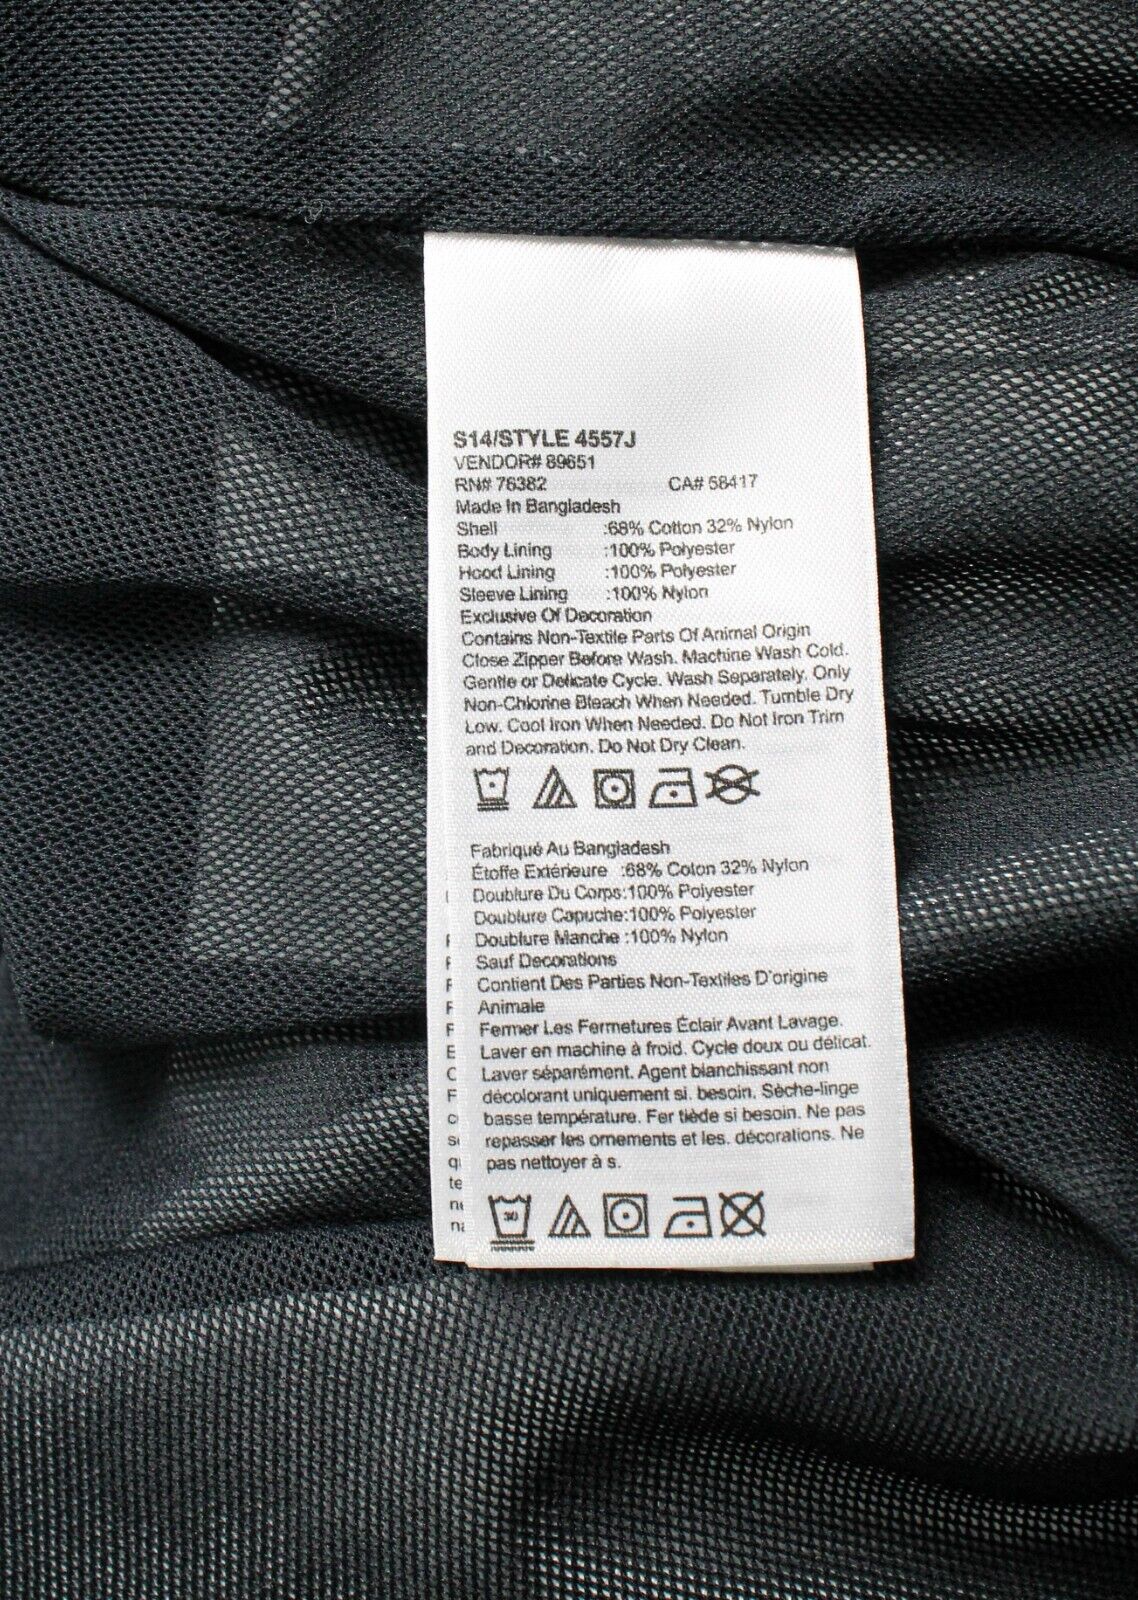 S14/STYLE 4557J
VENDOR# 89651
RN# 76382 CA# 58417
Made In Bangladesh
Shell :68% Cotton 32% Nylon
Body Lining :100% Polyester
Hood Lining :100% Polyester
Sleeve Lining :100% Nylon
Exclusive Of Decoration
Contains Non-Textile Parts Of Animal Origin
Close Zipper Before Wash. Machine Wash Cold.
Gentle or Delicate Cycle. Wash Separately. Only
Non-Chlorine Bleach When Needed. Tumble Dry
Low. Cool Iron When Needed. Do Not Iron Trim
and Decoration. Do Not Dry Clean.
Fabriqué Au Bangladesh
Étoffe Extérieure :68% Coton 32% Nylon
Doublure Du Corps:100% Polyester
Doublure Capuche:100% Polyester
Doublure Manche :100% Nylon
Sauf Decorations
Contient Des Parties Non-Textiles D'origine
Animale
Fermer Les Fermetures Éclair Avant Lavage.
Laver en machine à froid. Cycle doux ou délicat.
Laver séparément. Agent blanchissant non
décolorant uniquement si. besoin. Sèche-linge
basse température. Fer tiède si besoin. Ne pas
repasser les ornements et les. décorations. Ne
pas nettoyer à s.
30